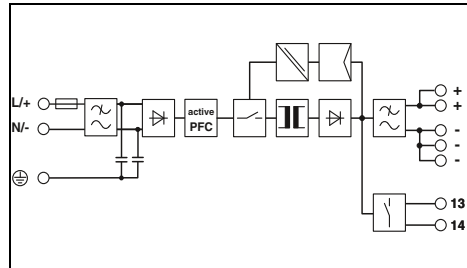 L/+
N/-
active
PFC
+
+
-
-
-
13
14